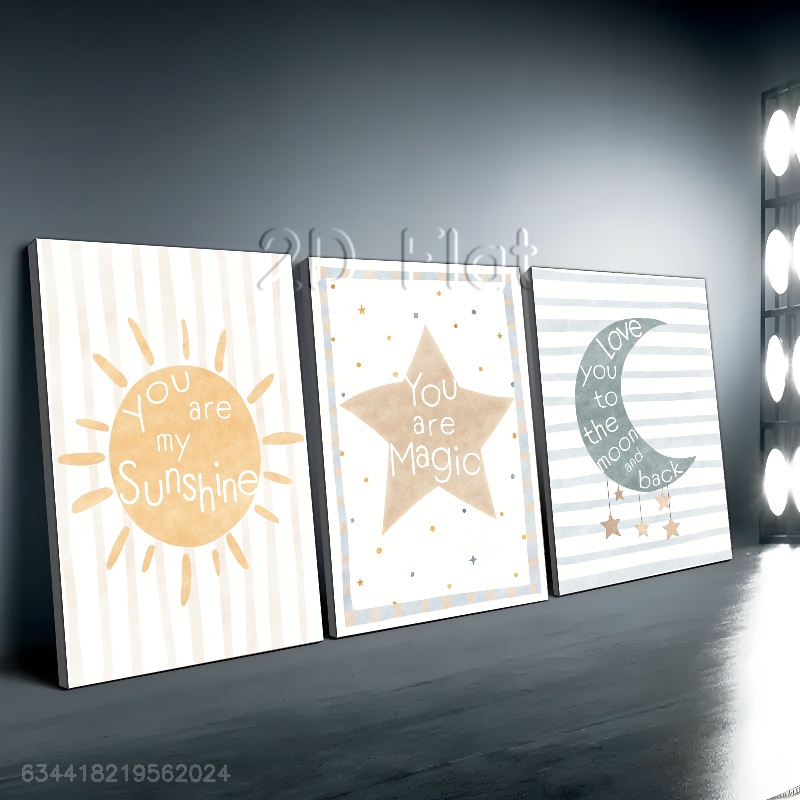 2D Flat
You
are
my
Sunshine
You
are
Magic
Love
you
to
the
moon
and
back
634418219562024